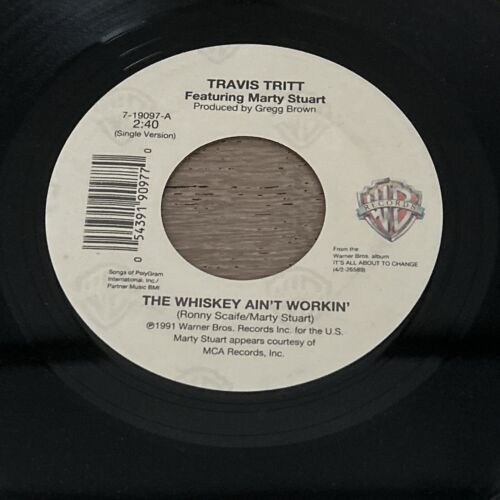 TRAVIS TRITT
Featuring Marty Stuart
Produced by Gregg Brown
7-19097-A
2:40
(Single Version)
0 54391 90977 0
WB
RECORDS
From the
Warner Bros. album
IT'S ALL ABOUT TO CHANGE
(4/2-26589)
Songs of PolyGram
International, Inc./
Partner Music BMI
THE WHISKEY AIN'T WORKIN'
(Ronny Scaife/Marty Stuart)
℗1991 Warner Bros. Records Inc. for the U.S.
Marty Stuart appears courtesy of
MCA Records, Inc.